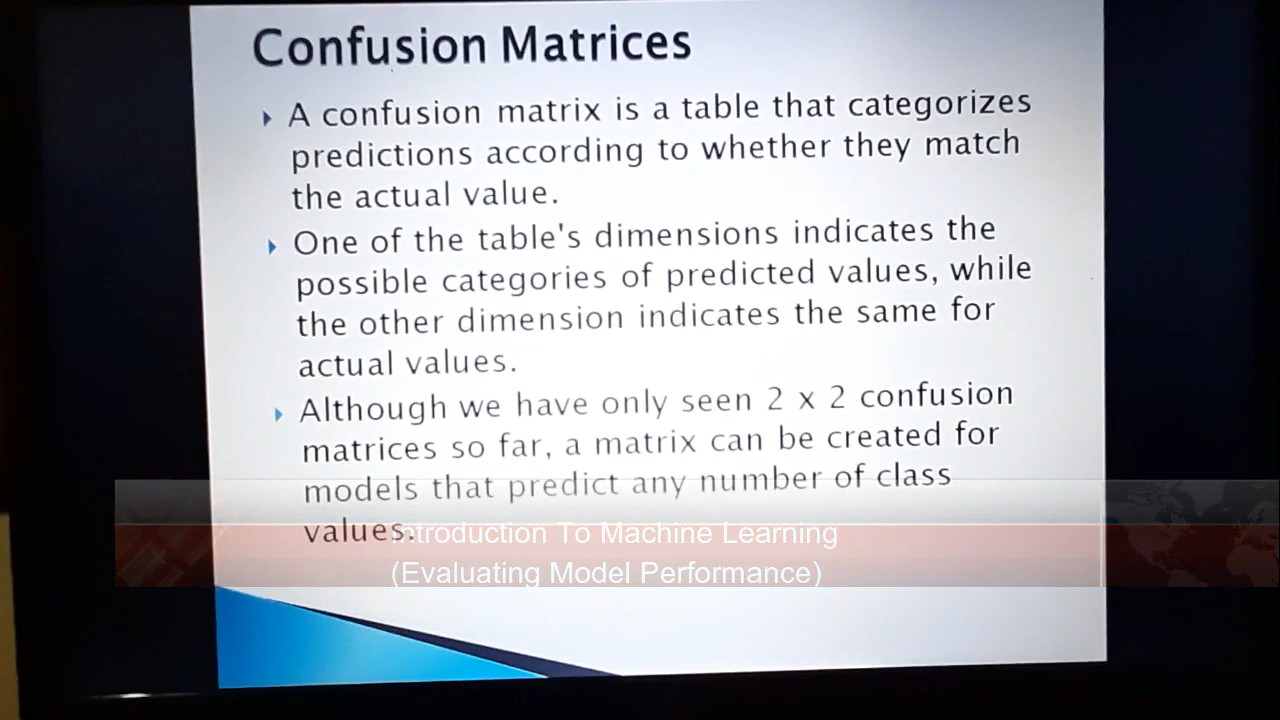 Confusion Matrices
A confusion matrix is a table that categorizes
predictions according to whether they match
the actual value.
One of the table's dimensions indicates the
possible categories of predicted values, while
the other dimension indicates the same for
actual values.
Although we have only seen 2 x 2 confusion
matrices so far, a matrix can be created for
models that predict any number of class
values.
Introduction To Machine Learning
(Evaluating Model Performance)